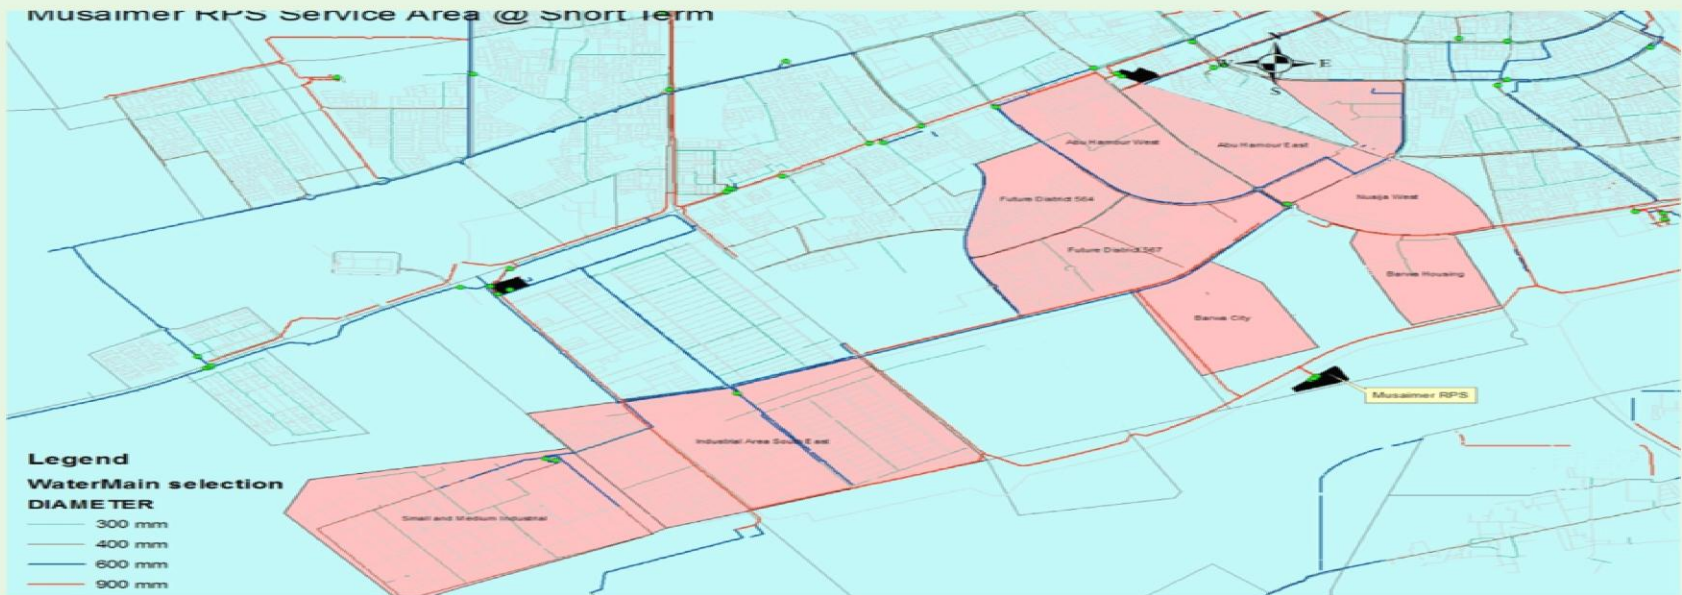 Musaimer RPS Service Area @ Short Term
N
W
E
S
Abu Hamour West
Abu Hamour East
Future District 564
Nuaija West
Future District 567
Barwa Housing
Barwa City
Musaimer RPS
Industrial Area South East
Small and Medium Industrial
Legend
WaterMain selection
DIAMETER
300 mm
400 mm
600 mm
900 mm